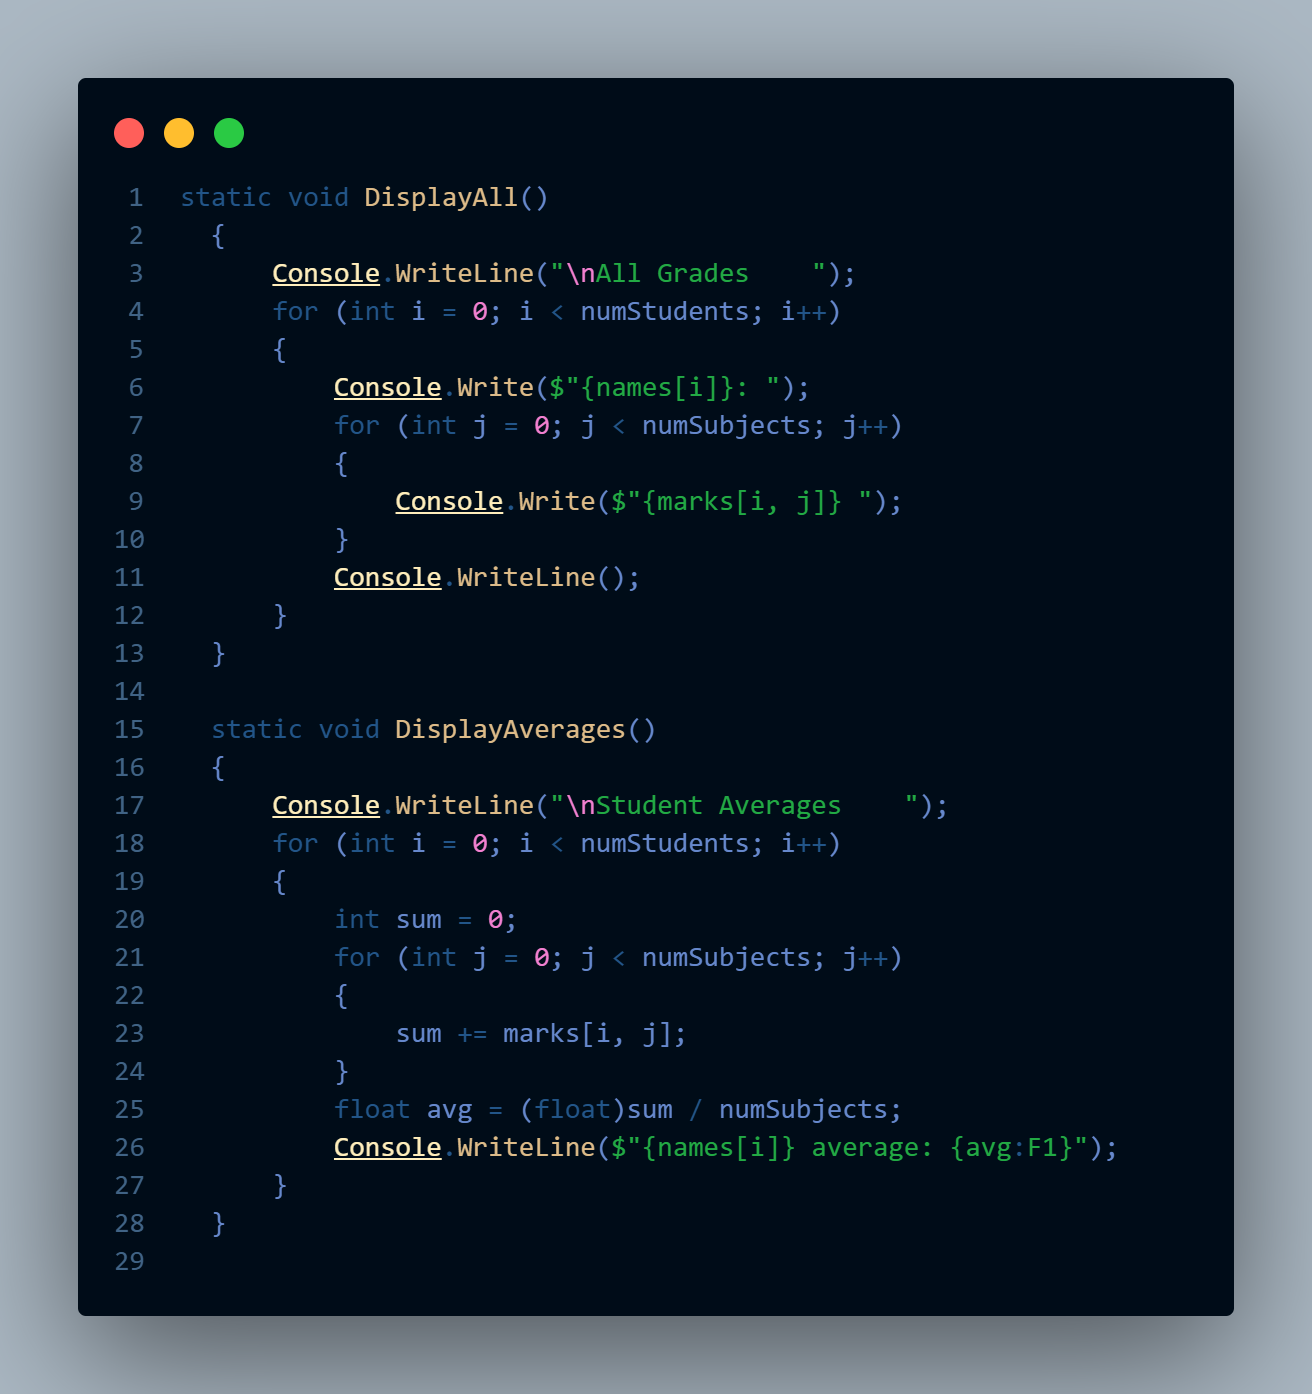 1 static void DisplayAll()
2   {
3       Console.WriteLine("\nAll Grades    ");
4       for (int i = 0; i < numStudents; i++)
5       {
6           Console.Write($"{names[i]}: ");
7           for (int j = 0; j < numSubjects; j++)
8           {
9               Console.Write($"{marks[i, j]} ");
10           }
11           Console.WriteLine();
12       }
13   }
14
15   static void DisplayAverages()
16   {
17       Console.WriteLine("\nStudent Averages    ");
18       for (int i = 0; i < numStudents; i++)
19       {
20           int sum = 0;
21           for (int j = 0; j < numSubjects; j++)
22           {
23               sum += marks[i, j];
24           }
25           float avg = (float)sum / numSubjects;
26           Console.WriteLine($"{names[i]} average: {avg:F1}");
27       }
28   }
29